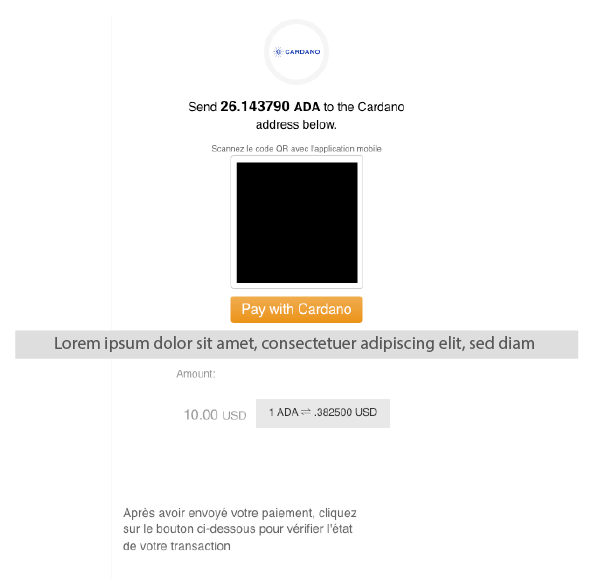 CARDANO
Send 26.143790 ADA to the Cardano
address below.
Scannez le code QR avec l'application mobile
Pay with Cardano
Lorem ipsum dolor sit amet, consectetuer adipiscing elit, sed diam
Amount:
10.00 USD
1 ADA ⇌ .382500 USD
Après avoir envoyé votre paiement, cliquez
sur le bouton ci-dessous pour vérifier l'état
de votre transaction